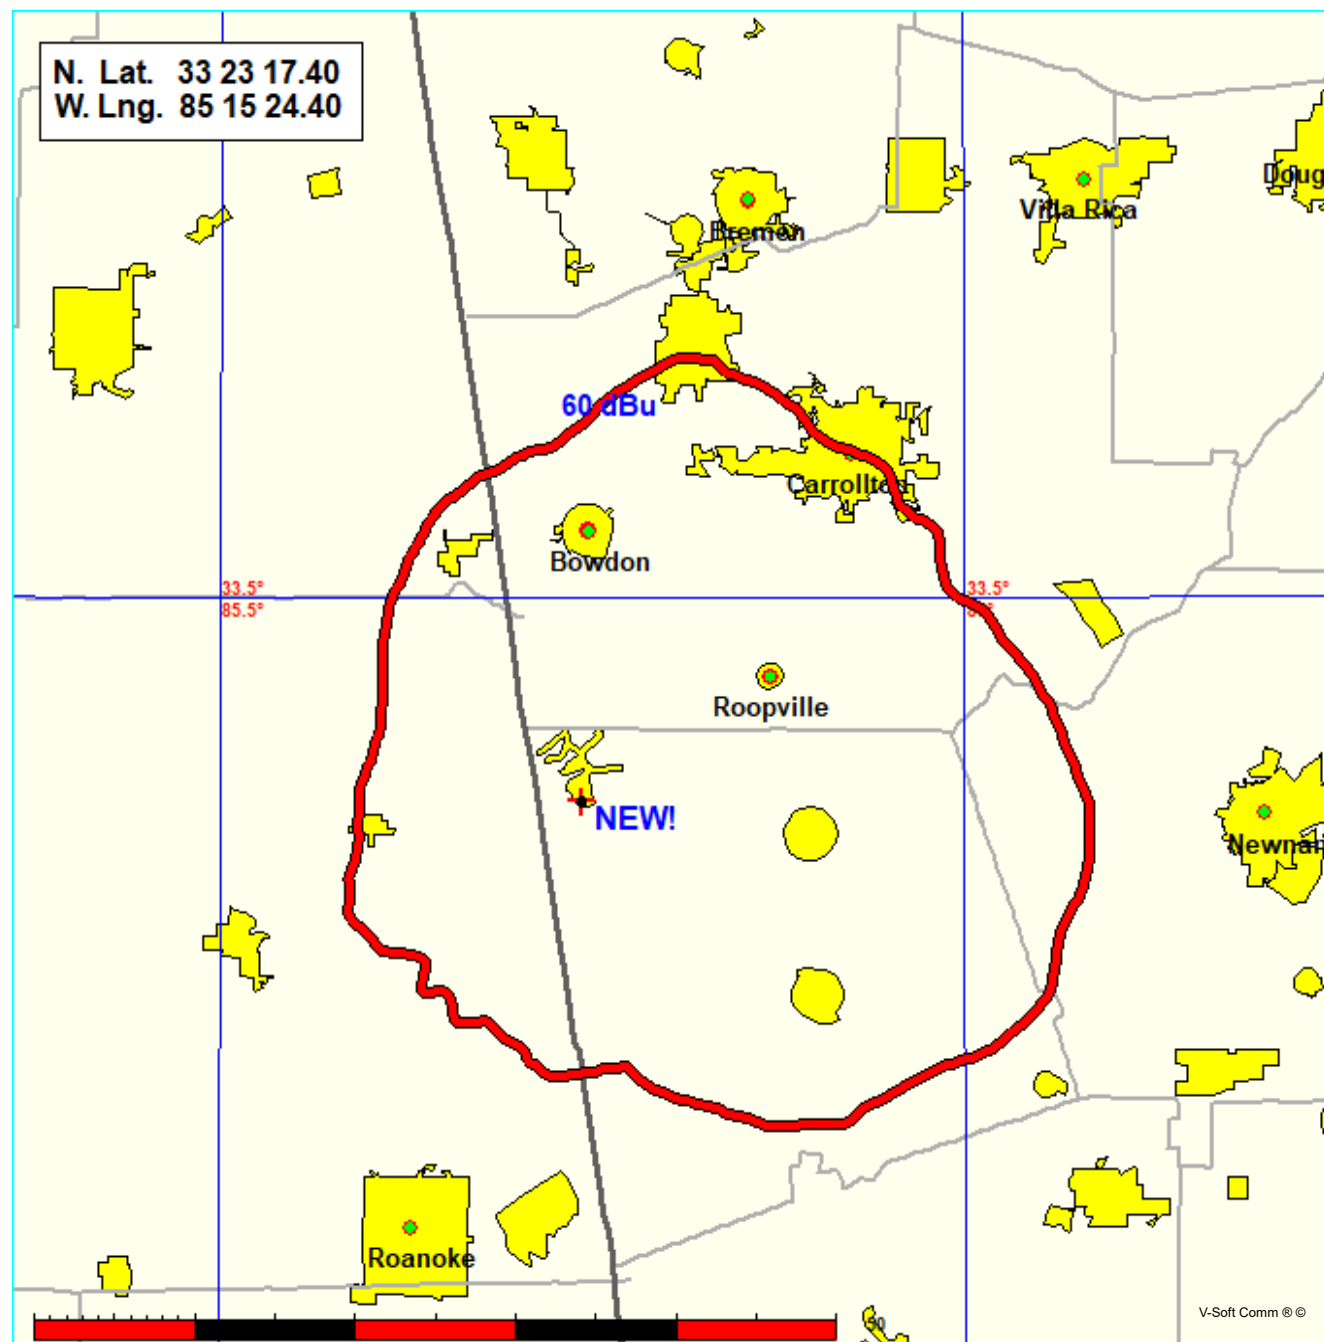 N. Lat. 33 23 17.40
W. Lng. 85 15 24.40
Doug
Villa Rica
Bremen
60 dBu
Carrollton
Bowdon
33.5°
85.5°
33.5°
Roopville
NEW!
Newnan
Roanoke
V-Soft Comm ® ©